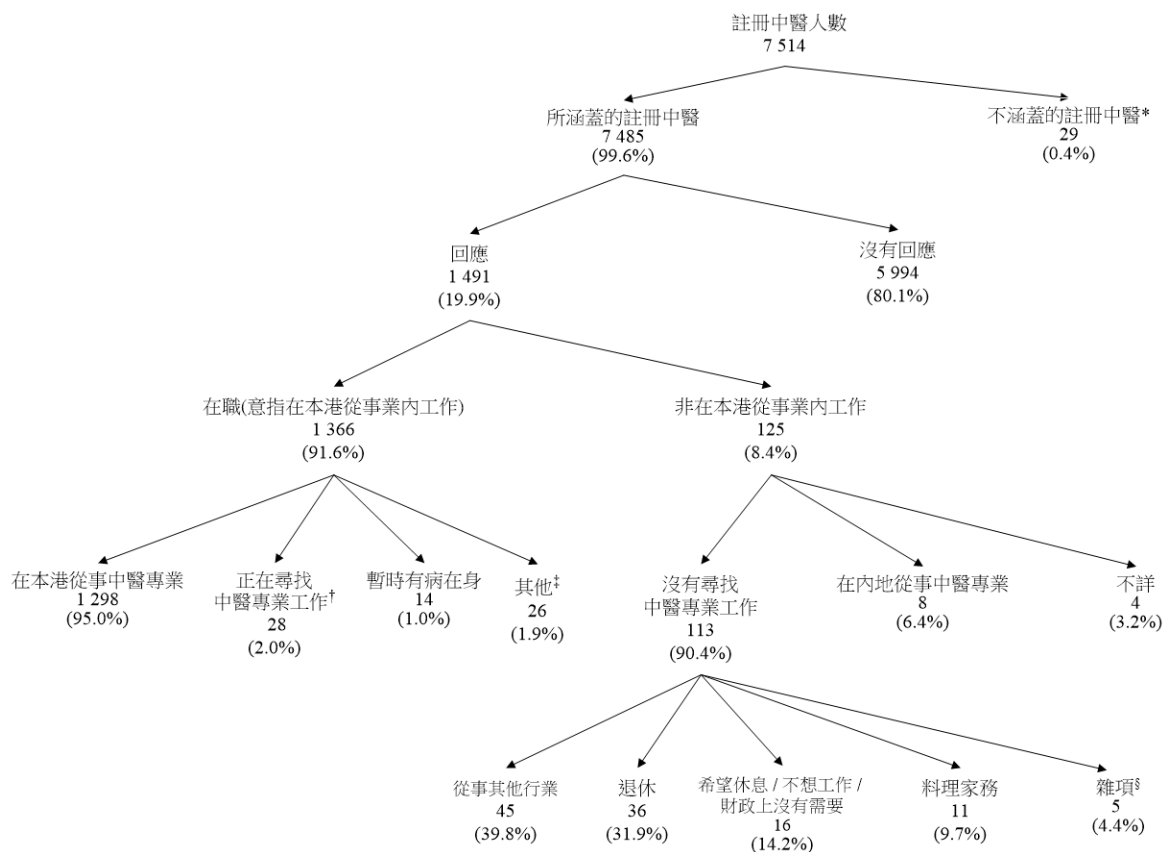 註冊中醫人數
7 514
所涵蓋的註冊中醫
7 485
(99.6%)
不涵蓋的註冊中醫*
29
(0.4%)
回應
1 491
(19.9%)
沒有回應
5 994
(80.1%)
在職(意指在本港從事業內工作)
1 366
(91.6%)
非在本港從事業內工作
125
(8.4%)
在本港從事中醫專業
1 298
(95.0%)
正在尋找
中醫專業工作†
28
(2.0%)
暫時有病在身
14
(1.0%)
其他‡
26
(1.9%)
沒有尋找
中醫專業工作
113
(90.4%)
在內地從事中醫專業
8
(6.4%)
不詳
4
(3.2%)
從事其他行業
45
(39.8%)
退休
36
(31.9%)
希望休息 / 不想工作 /
財政上沒有需要
16
(14.2%)
料理家務
11
(9.7%)
雜項§
5
(4.4%)